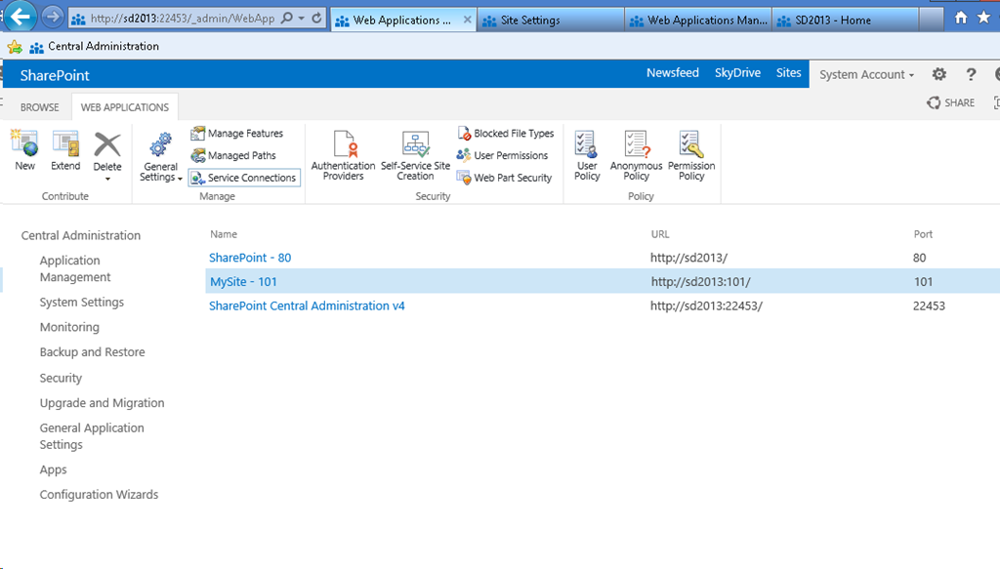 http://sd2013:22453/_admin/WebApp
Web Applications ...
Site Settings
Web Applications Man...
SD2013 - Home
Central Administration
SharePoint
Newsfeed
SkyDrive
Sites
System Account
?
BROWSE
WEB APPLICATIONS
SHARE
New
Extend
Delete
General
Settings
Manage Features
Managed Paths
Service Connections
Authentication
Providers
Self-Service Site
Creation
Blocked File Types
User Permissions
Web Part Security
User
Policy
Anonymous
Policy
Permission
Policy
Contribute
Manage
Security
Policy
Central Administration
Application
Management
System Settings
Monitoring
Backup and Restore
Security
Upgrade and Migration
General Application
Settings
Apps
Configuration Wizards
Name URL Port
SharePoint - 80 http://sd2013/ 80
MySite - 101 http://sd2013:101/ 101
SharePoint Central Administration v4 http://sd2013:22453/ 22453